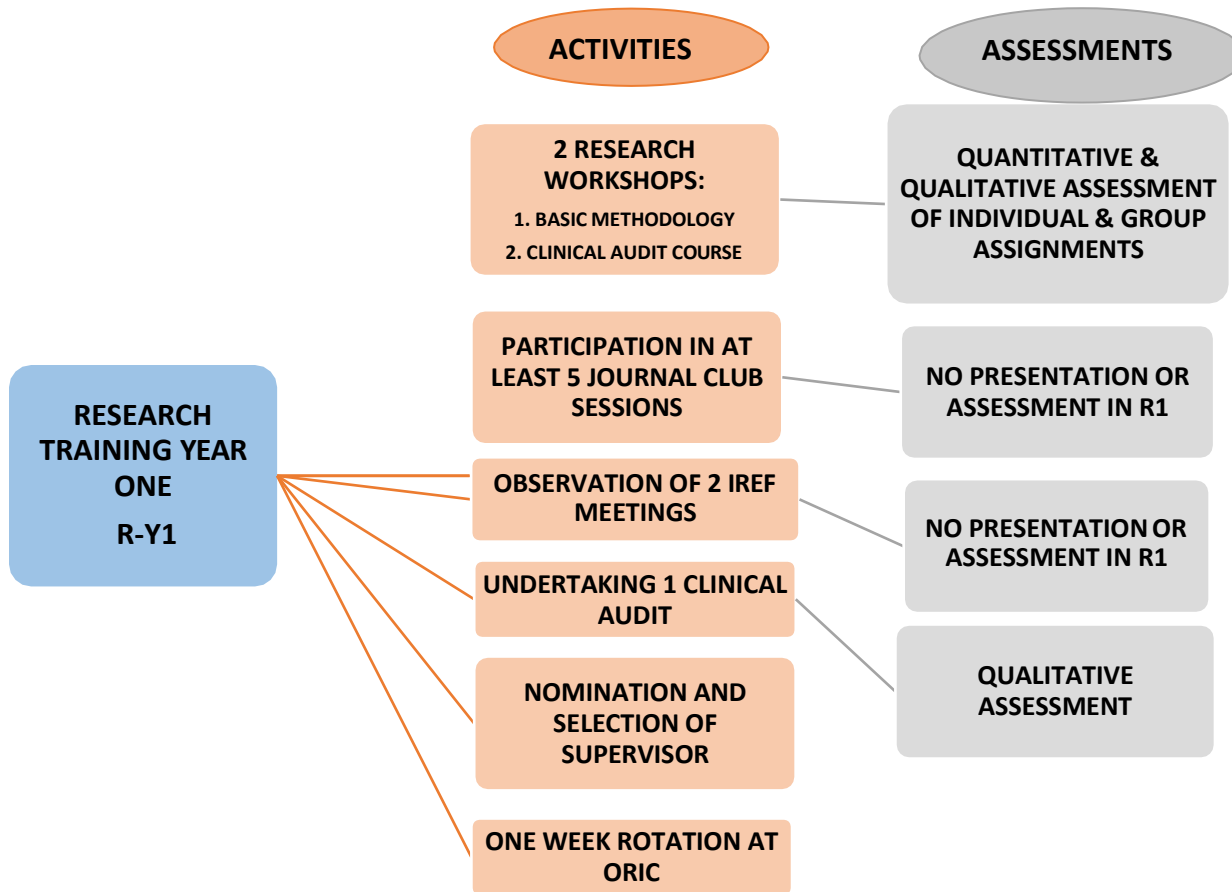 ACTIVITIES
ASSESSMENTS
2 RESEARCH
WORKSHOPS:
1. BASIC METHODOLOGY
2. CLINICAL AUDIT COURSE
QUANTITATIVE &
QUALITATIVE ASSESSMENT
OF INDIVIDUAL & GROUP
ASSIGNMENTS
PARTICIPATION IN AT
LEAST 5 JOURNAL CLUB
SESSIONS
NO PRESENTATION OR
ASSESSMENT IN R1
RESEARCH
TRAINING YEAR
ONE
R-Y1
OBSERVATION OF 2 IREF
MEETINGS
NO PRESENTATION OR
ASSESSMENT IN R1
UNDERTAKING 1 CLINICAL
AUDIT
QUALITATIVE
ASSESSMENT
NOMINATION AND
SELECTION OF
SUPERVISOR
ONE WEEK ROTATION AT
ORIC